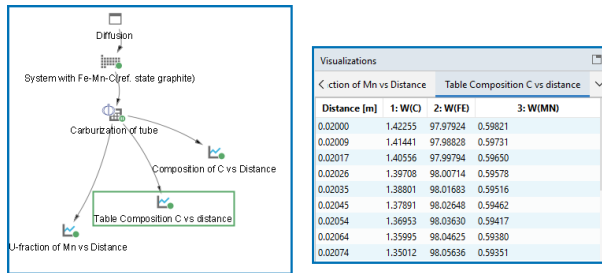 Diffusion
System with Fe-Mn-C(ref. state graphite)
Carburization of tube
Composition of C vs Distance
Table Composition C vs distance
U-fraction of Mn vs Distance
Visualizations
ction of Mn vs Distance Table Composition C vs distance
Distance [m] 1: W(C) 2: W(FE) 3: W(MN)
0.02000 1.42255 97.97924 0.59821
0.02009 1.41441 97.98828 0.59731
0.02017 1.40556 97.99794 0.59650
0.02026 1.39708 98.00714 0.59578
0.02035 1.38801 98.01683 0.59516
0.02045 1.37891 98.02648 0.59462
0.02054 1.36953 98.03630 0.59417
0.02064 1.35995 98.04625 0.59380
0.02074 1.35012 98.05636 0.59351